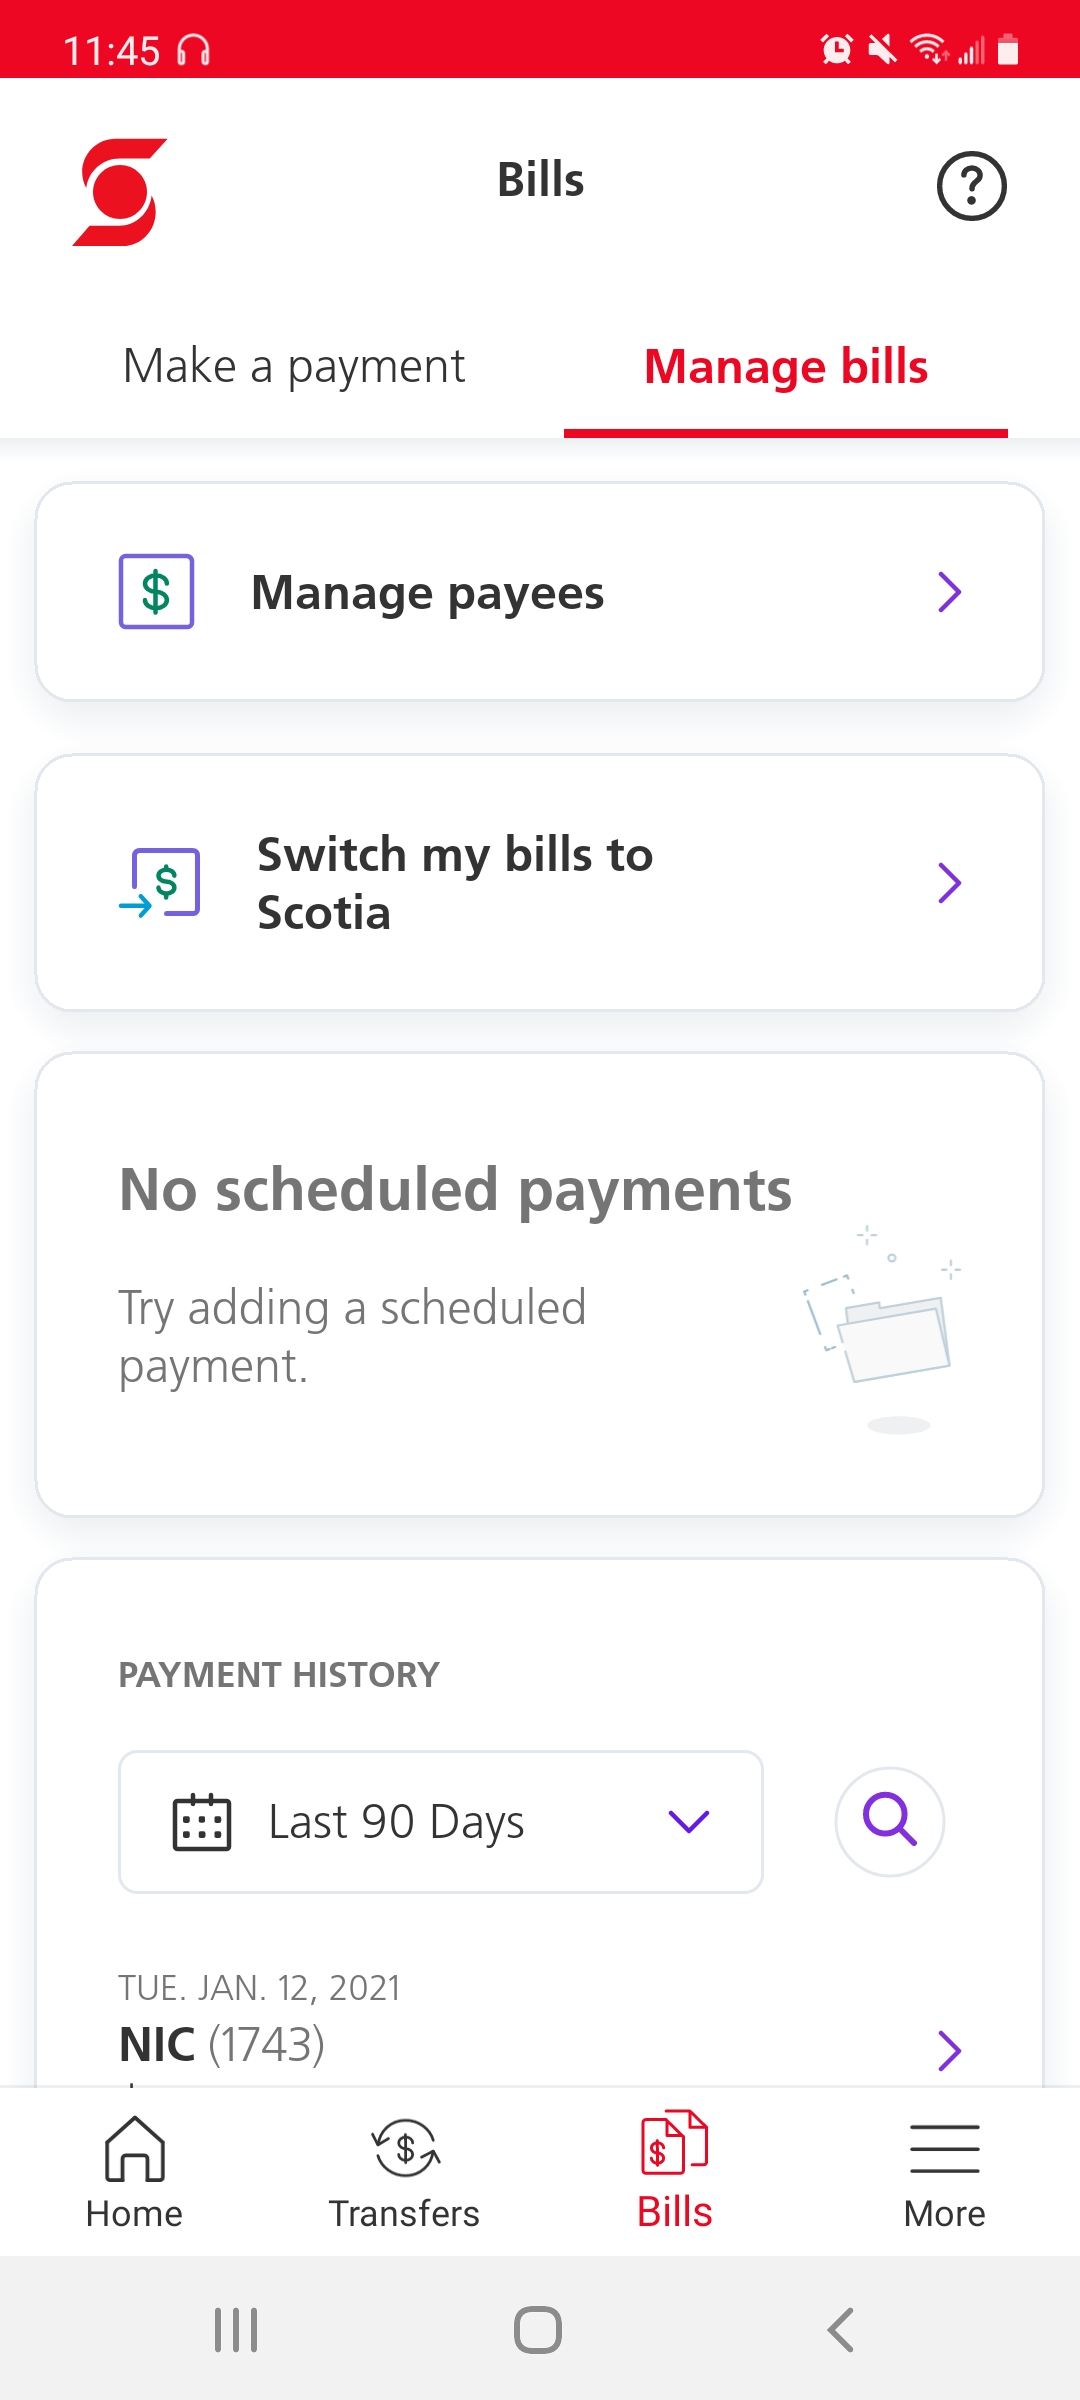 11:45
Bills
Make a payment
Manage bills
Manage payees
Switch my bills to
Scotia
No scheduled payments
Try adding a scheduled
payment.
PAYMENT HISTORY
Last 90 Days
TUE. JAN. 12, 2021
NIC (1743)
Home
Transfers
Bills
More